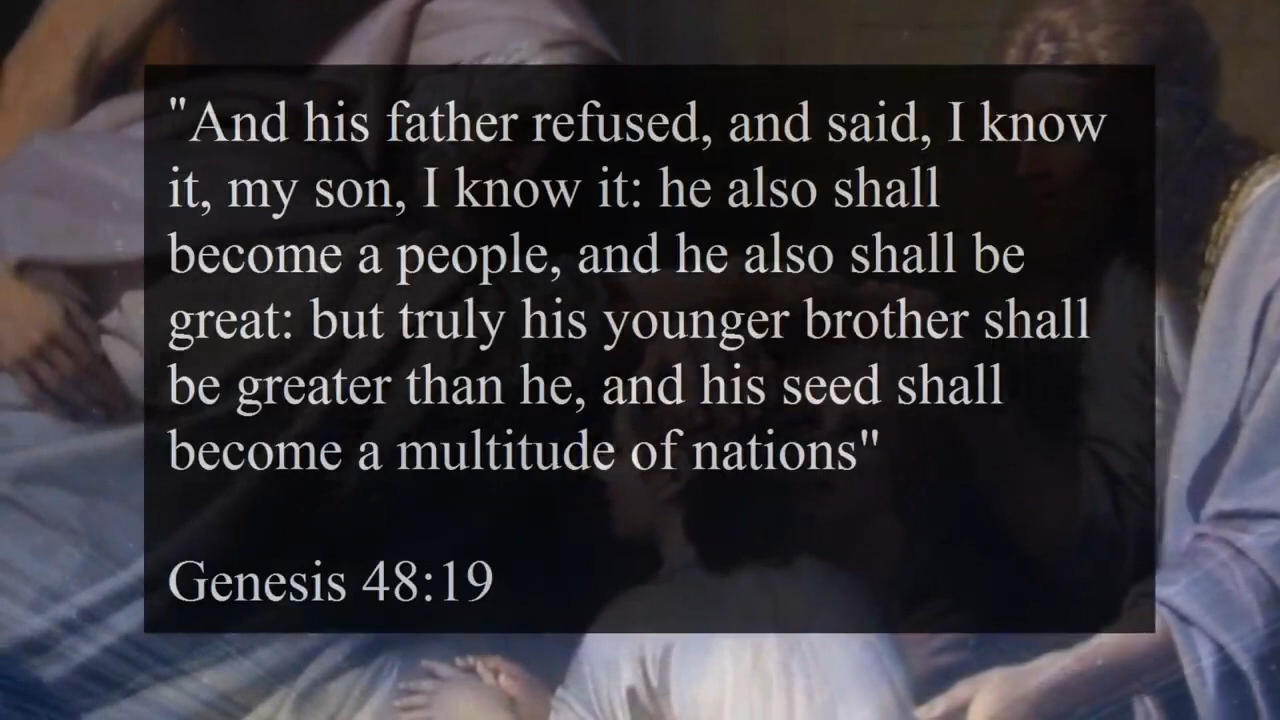 "And his father refused, and said, I know
it, my son, I know it: he also shall
become a people, and he also shall be
great: but truly his younger brother shall
be greater than he, and his seed shall
become a multitude of nations"
Genesis 48:19